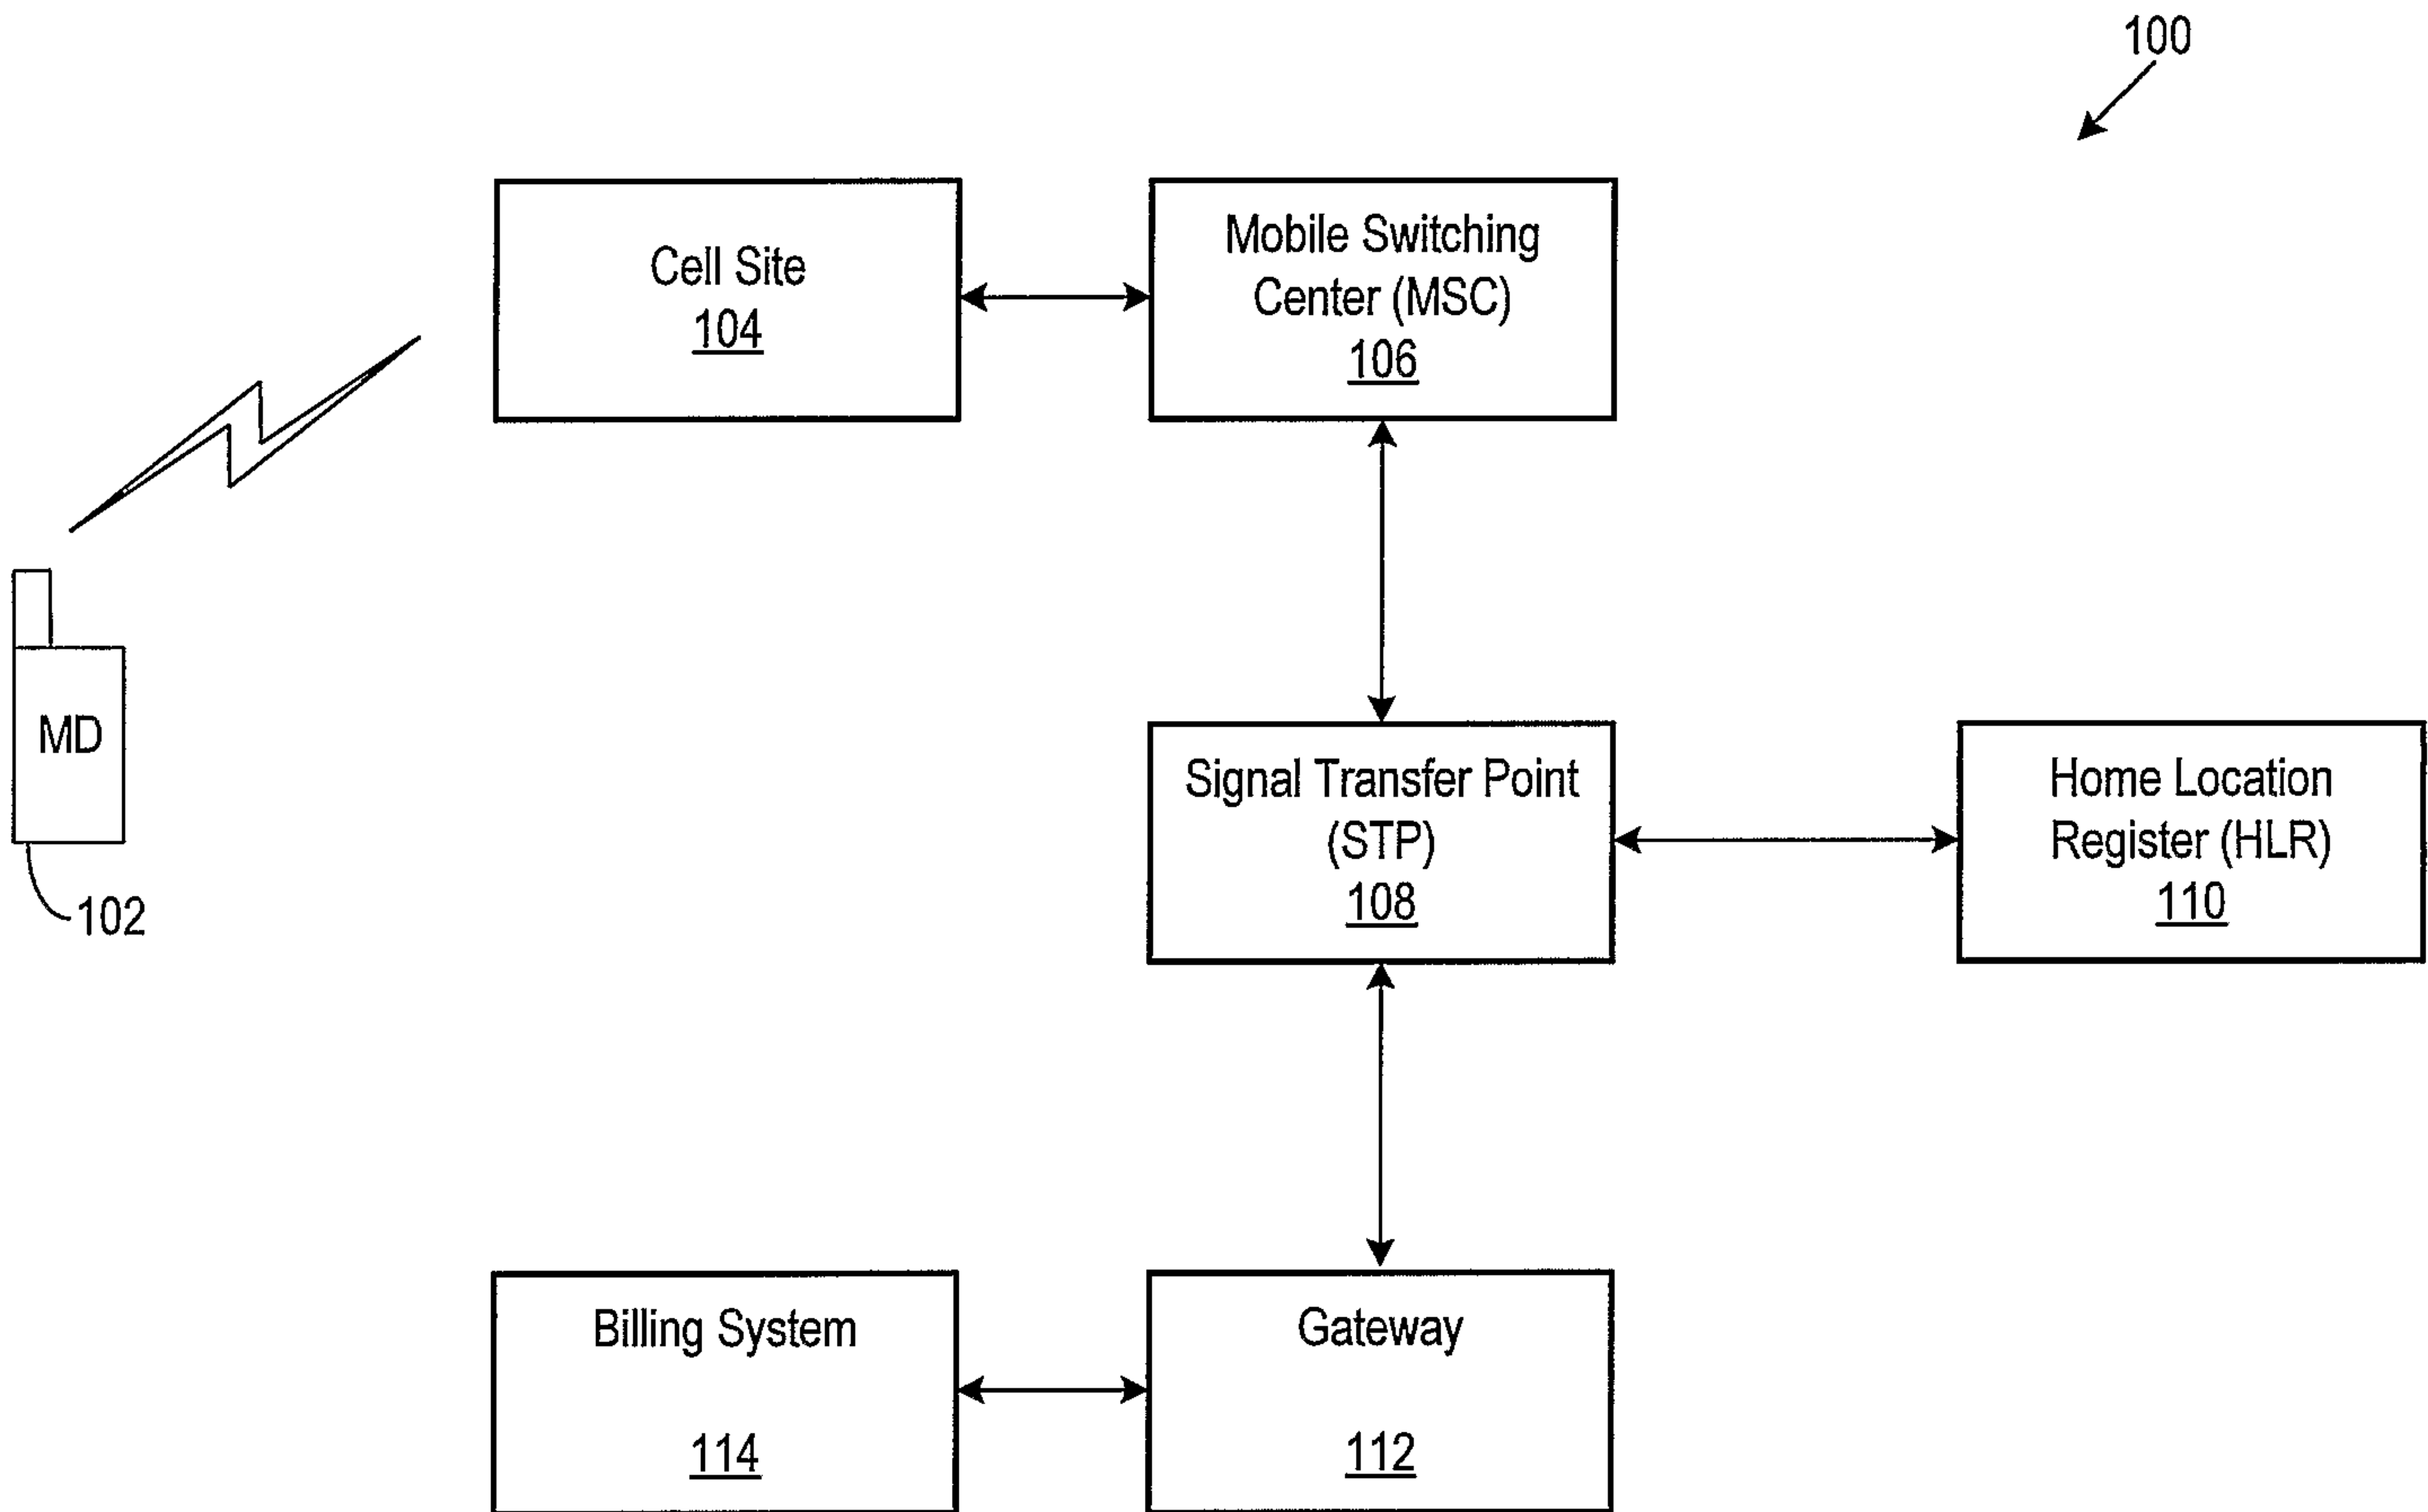 100
Cell Site
104
Mobile Switching
Center (MSC)
106
MD
102
Signal Transfer Point
(STP)
108
Home Location
Register (HLR)
110
Billing System
114
Gateway
112